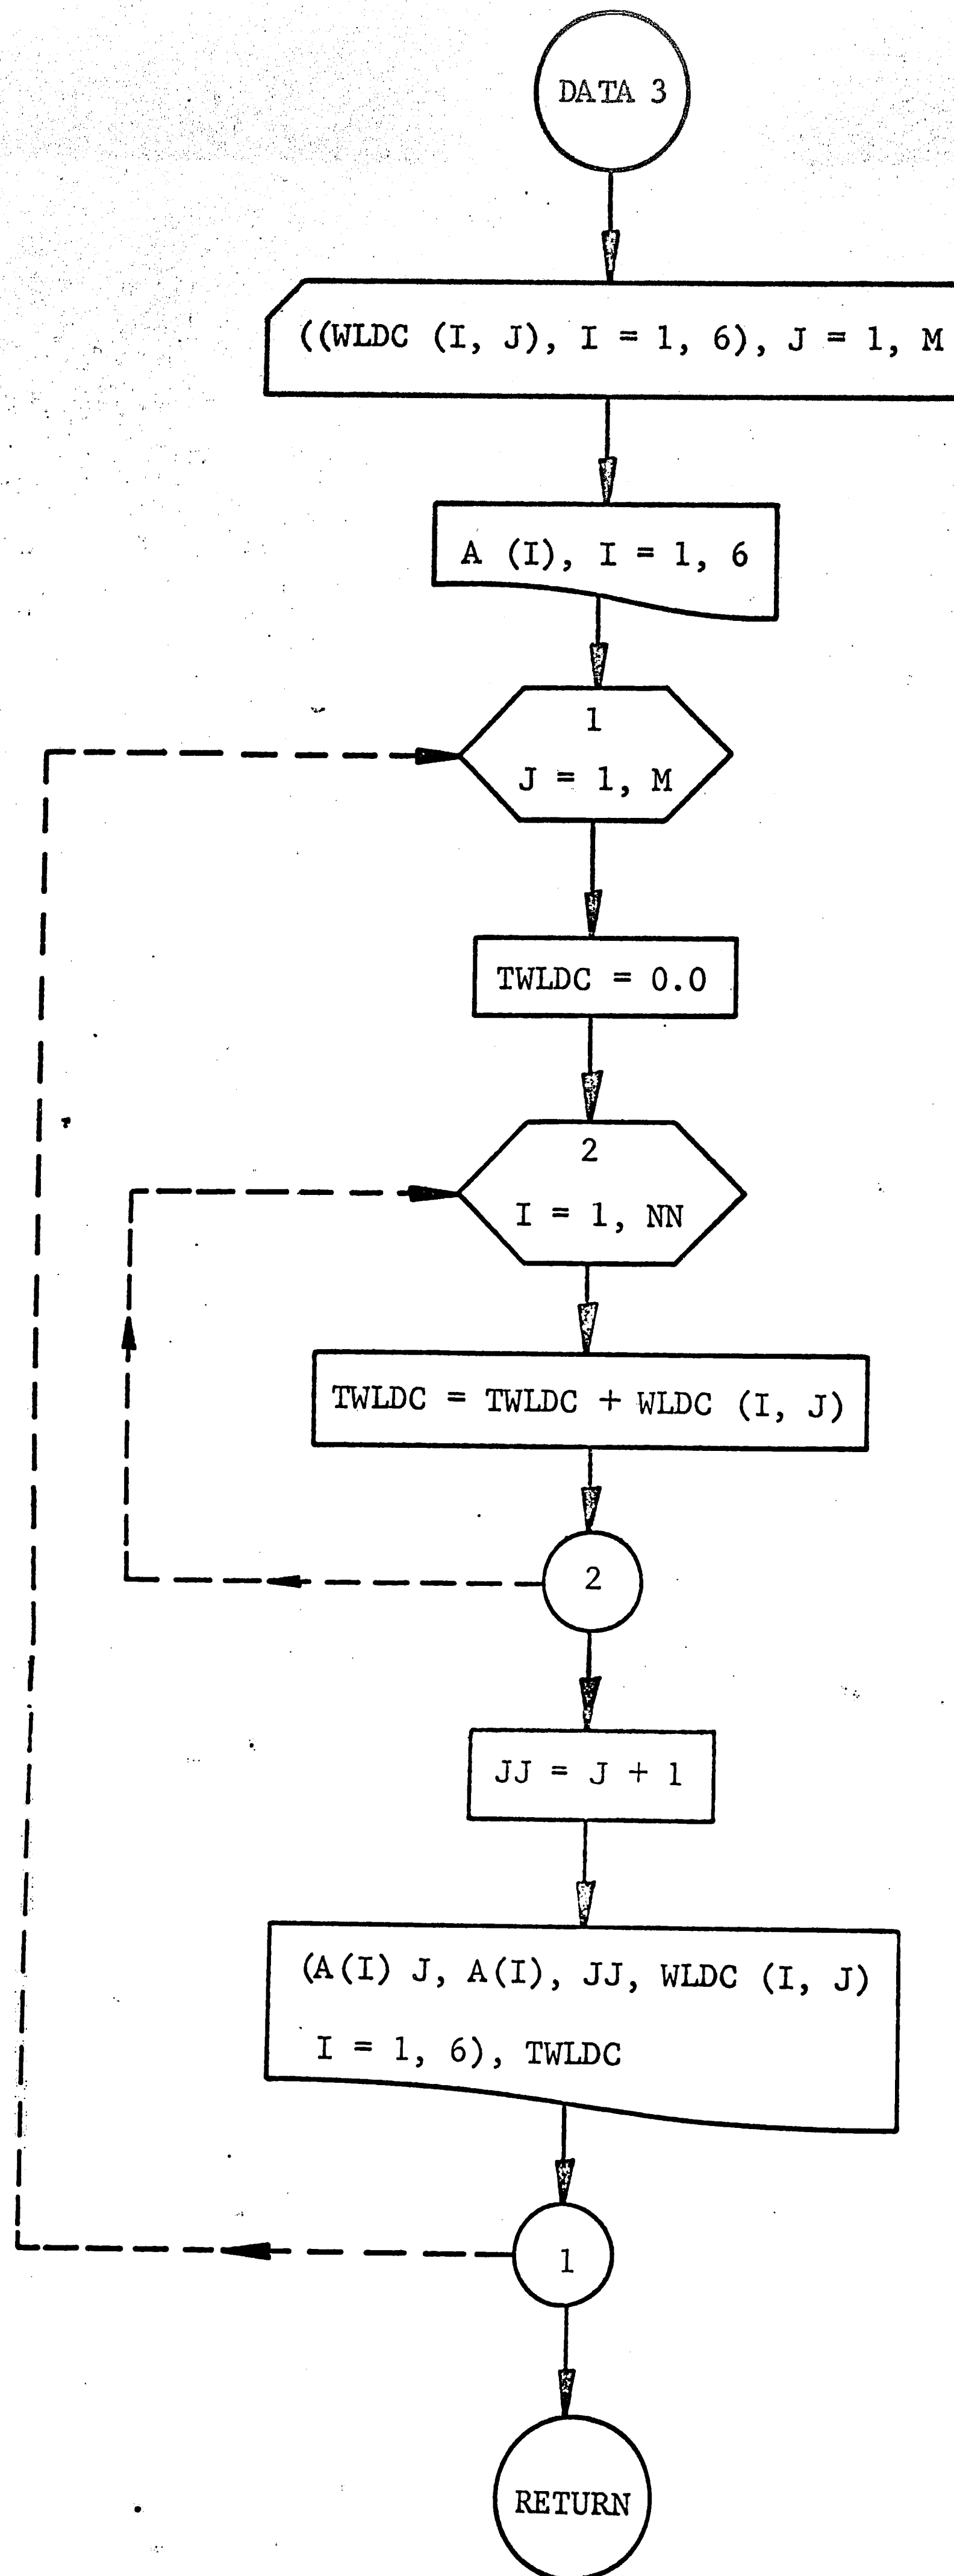 DATA 3
((WLDC (I, J), I = 1, 6), J = 1, M
A (I), I = 1, 6
1
J = 1, M
TWLDC = 0.0
2
I = 1, NN
TWLDC = TWLDC + WLDC (I, J)
2
JJ = J + 1
(A(I) J, A(I), JJ, WLDC (I, J)
I = 1, 6), TWLDC
1
RETURN